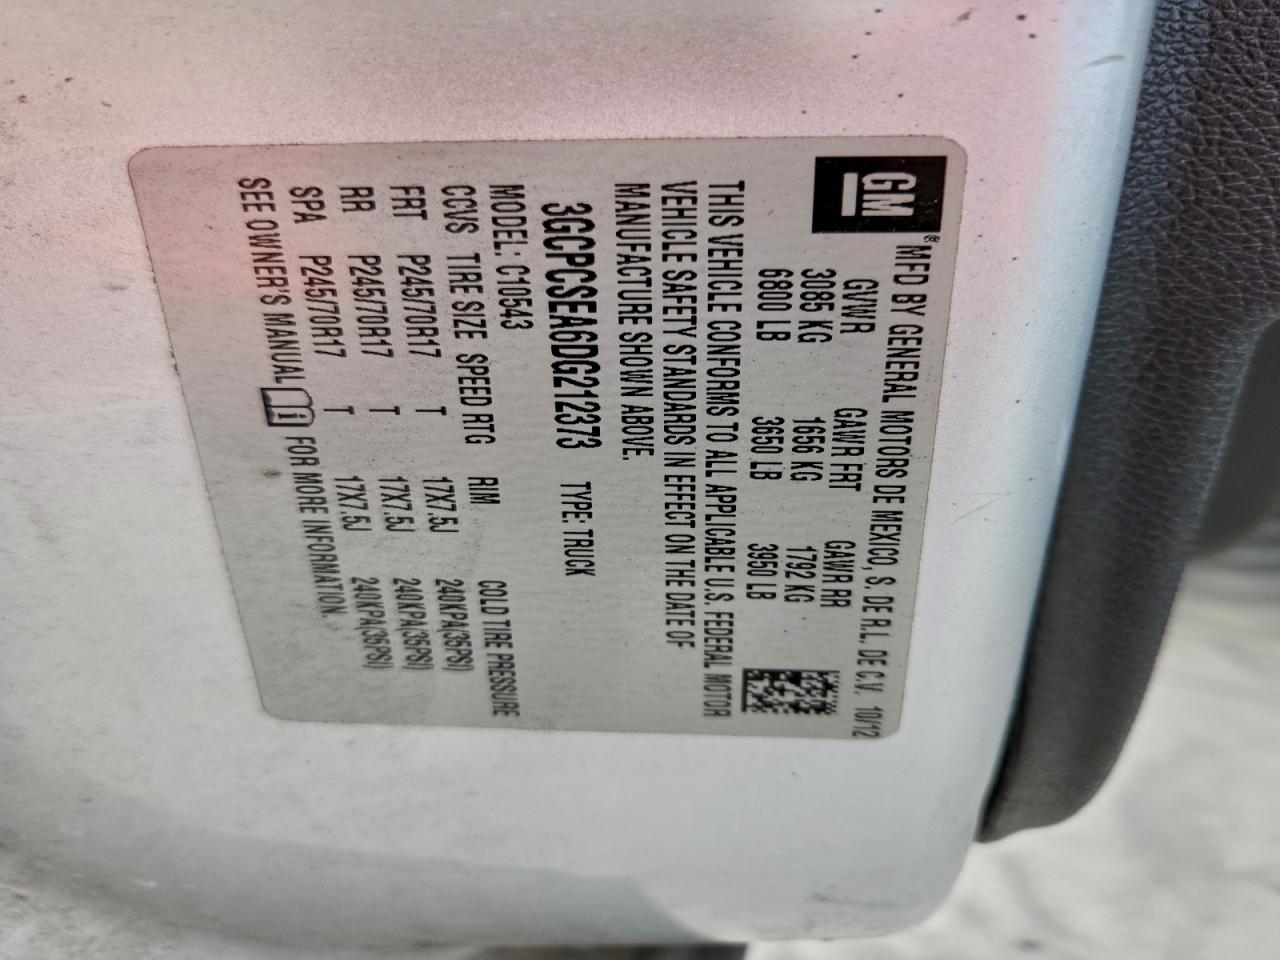 GM® MFD BY GENERAL MOTORS DE MEXICO, S. DE R.L. DE C.V. 10/12
GVWR GAWR FRT GAWR RR
3085 KG 1656 KG 1792 KG
6800 LB 3650 LB 3950 LB
THIS VEHICLE CONFORMS TO ALL APPLICABLE U.S. FEDERAL MOTOR
VEHICLE SAFETY STANDARDS IN EFFECT ON THE DATE OF
MANUFACTURE SHOWN ABOVE.
3GCPCSEA6DG212373 TYPE: TRUCK
MODEL: C10543
CCVS TIRE SIZE SPEED RTG RIM COLD TIRE PRESSURE
FRT P245/70R17 T 17X7.5J 240KPA(35PSI)
RR P245/70R17 T 17X7.5J 240KPA(35PSI)
SPA P245/70R17 T 17X7.5J 240KPA(35PSI)
SEE OWNER'S MANUAL i FOR MORE INFORMATION.